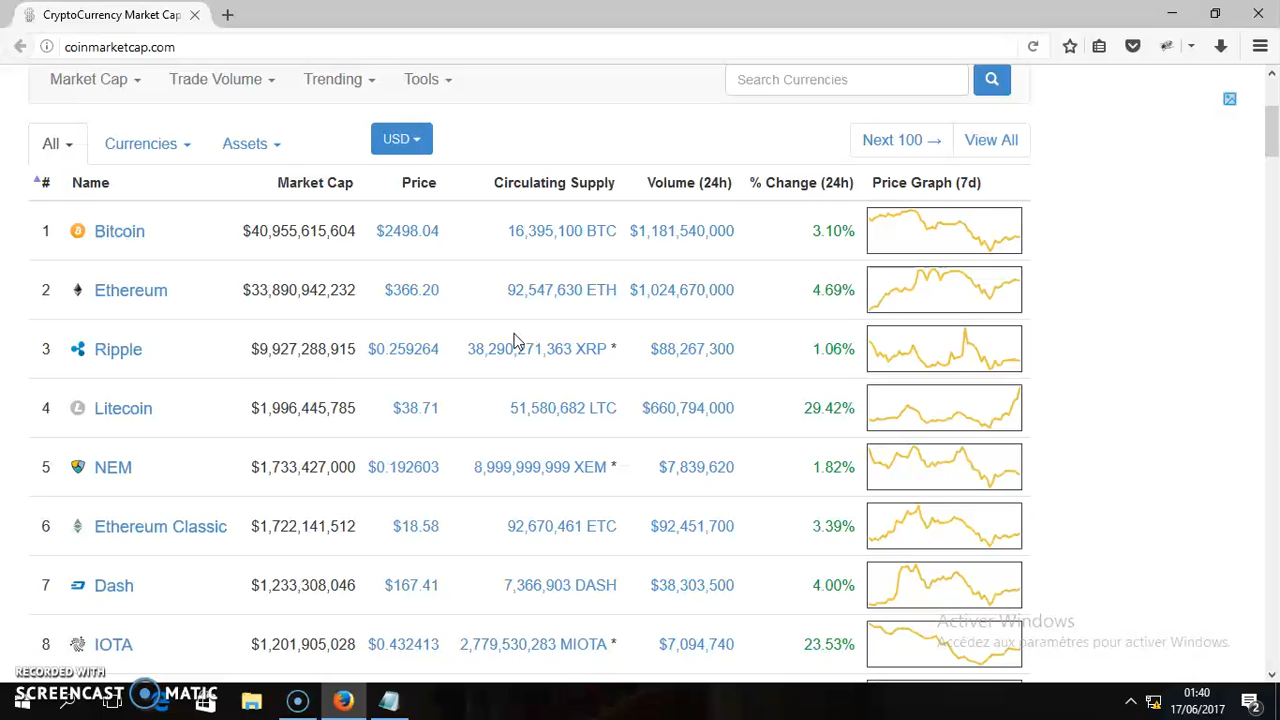 CryptoCurrency Market Cap
coinmarketcap.com
Market Cap Trade Volume Trending Tools Search Currencies
All Currencies Assets USD Next 100 → View All
# Name Market Cap Price Circulating Supply Volume (24h) % Change (24h) Price Graph (7d)
1 Bitcoin $40,955,615,604 $2498.04 16,395,100 BTC $1,181,540,000 3.10%
2 Ethereum $33,890,942,232 $366.20 92,547,630 ETH $1,024,670,000 4.69%
3 Ripple $9,927,288,915 $0.259264 38,290,271,363 XRP * $88,267,300 1.06%
4 Litecoin $1,996,445,785 $38.71 51,580,682 LTC $660,794,000 29.42%
5 NEM $1,733,427,000 $0.192603 8,999,999,999 XEM * $7,839,620 1.82%
6 Ethereum Classic $1,722,141,512 $18.58 92,670,461 ETC $92,451,700 3.39%
7 Dash $1,233,308,046 $167.41 7,366,903 DASH $38,303,500 4.00%
8 IOTA $1,201,905,028 $0.432413 2,779,530,283 MIOTA * $7,094,740 23.53%
Activer Windows
Accédez aux paramètres pour activer Windows.
RECORDED WITH
SCREENCAST MATIC
01:40
17/06/2017
2